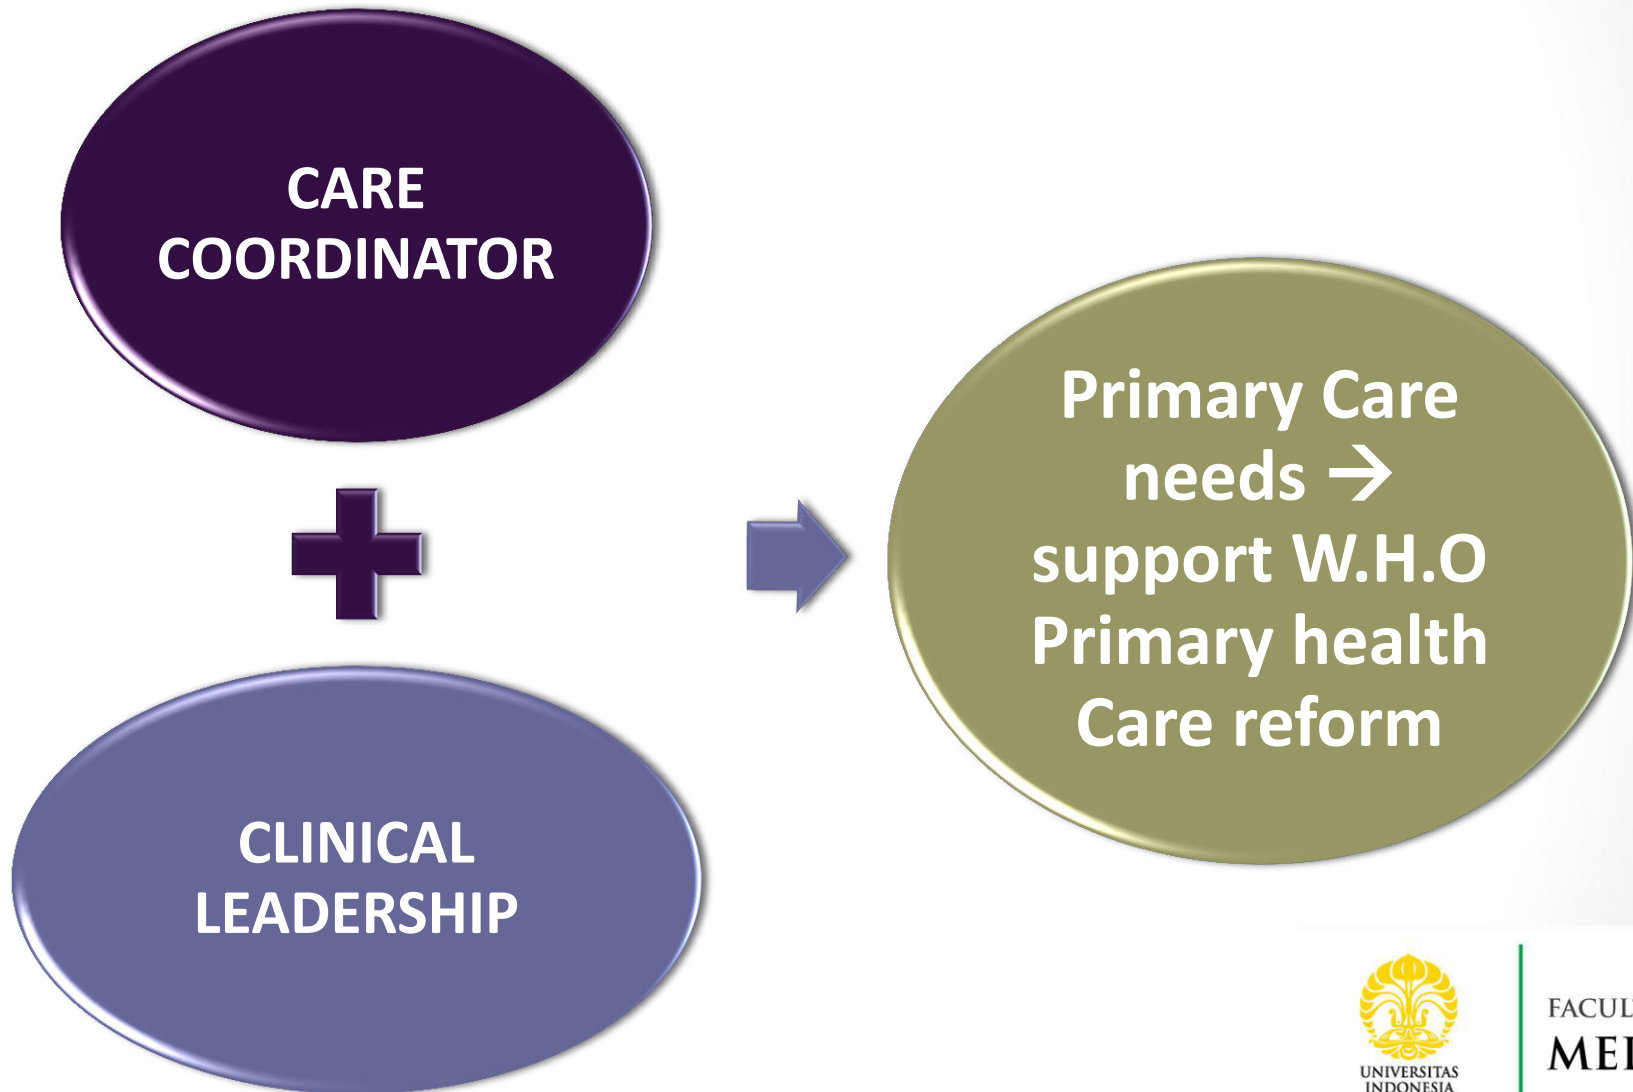 CARE
COORDINATOR
CLINICAL
LEADERSHIP
Primary Care
needs →
support W.H.O
Primary health
Care reform
UNIVERSITAS
INDONESIA